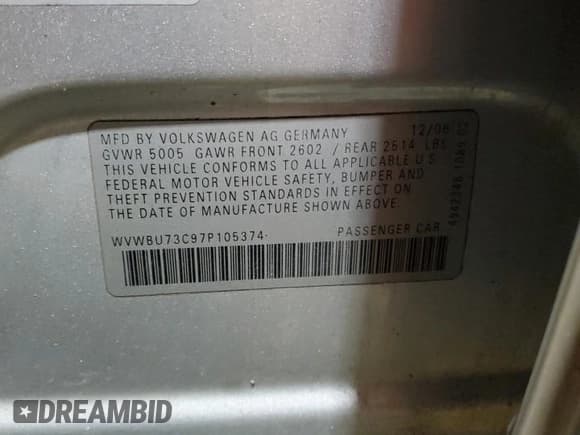 MFD BY VOLKSWAGEN AG GERMANY 12/06
GVWR 5005 GAWR FRONT 2602 / REAR 2514 LBS
THIS VEHICLE CONFORMS TO ALL APPLICABLE U S
FEDERAL MOTOR VEHICLE SAFETY, BUMPER AND
THEFT PREVENTION STANDARDS IN EFFECT ON
THE DATE OF MANUFACTURE SHOWN ABOVE.
WVWBU73C97P105374· PASSENGER CAR
DREAMBID